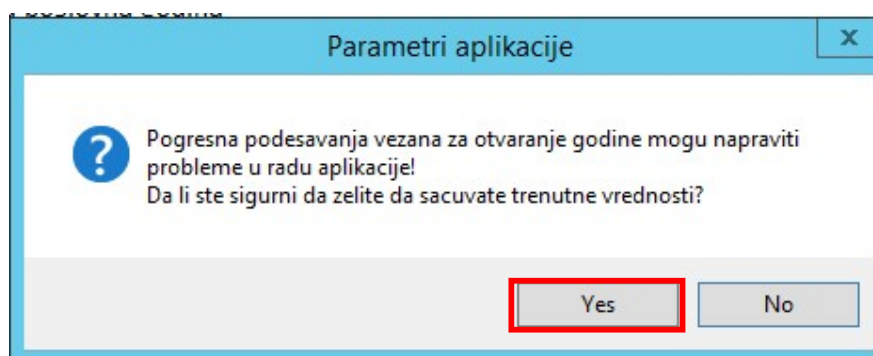 Parametri aplikacije
x
Pogresna podesavanja vezana za otvaranje godine mogu napraviti
probleme u radu aplikacije!
Da li ste sigurni da zelite da sacuvate trenutne vrednosti?
Yes
No